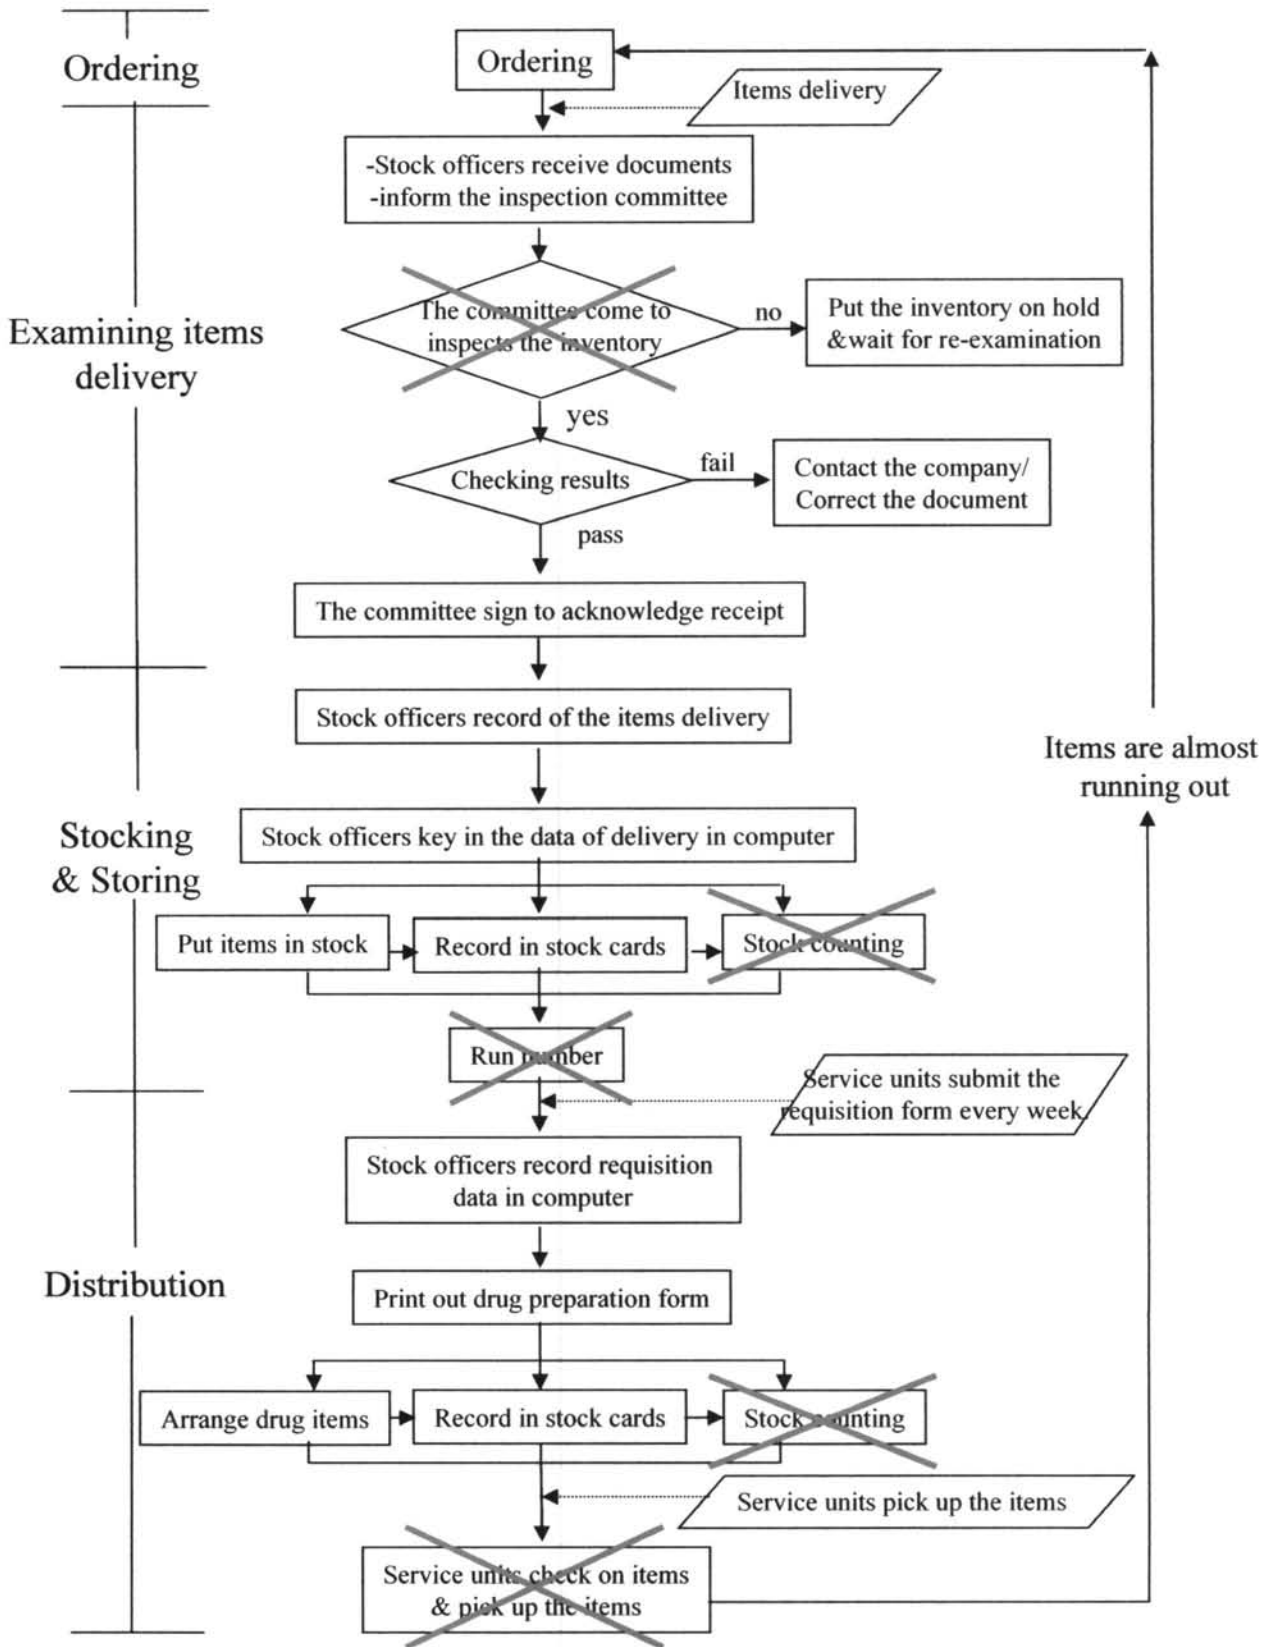 Ordering
Ordering
Items delivery
-Stock officers receive documents
-inform the inspection committee
Examining items
delivery
The committee come to
inspects the inventory
no
Put the inventory on hold
&wait for re-examination
yes
Checking results
fail
Contact the company/
Correct the document
pass
The committee sign to acknowledge receipt
Stock officers record of the items delivery
Items are almost
running out
Stocking
& Storing
Stock officers key in the data of delivery in computer
Put items in stock
Record in stock cards
Stock counting
Run number
Service units submit the
requisition form every week.
Stock officers record requisition
data in computer
Distribution
Print out drug preparation form
Arrange drug items
Record in stock cards
Stock counting
Service units pick up the items
Service units check on items
& pick up the items